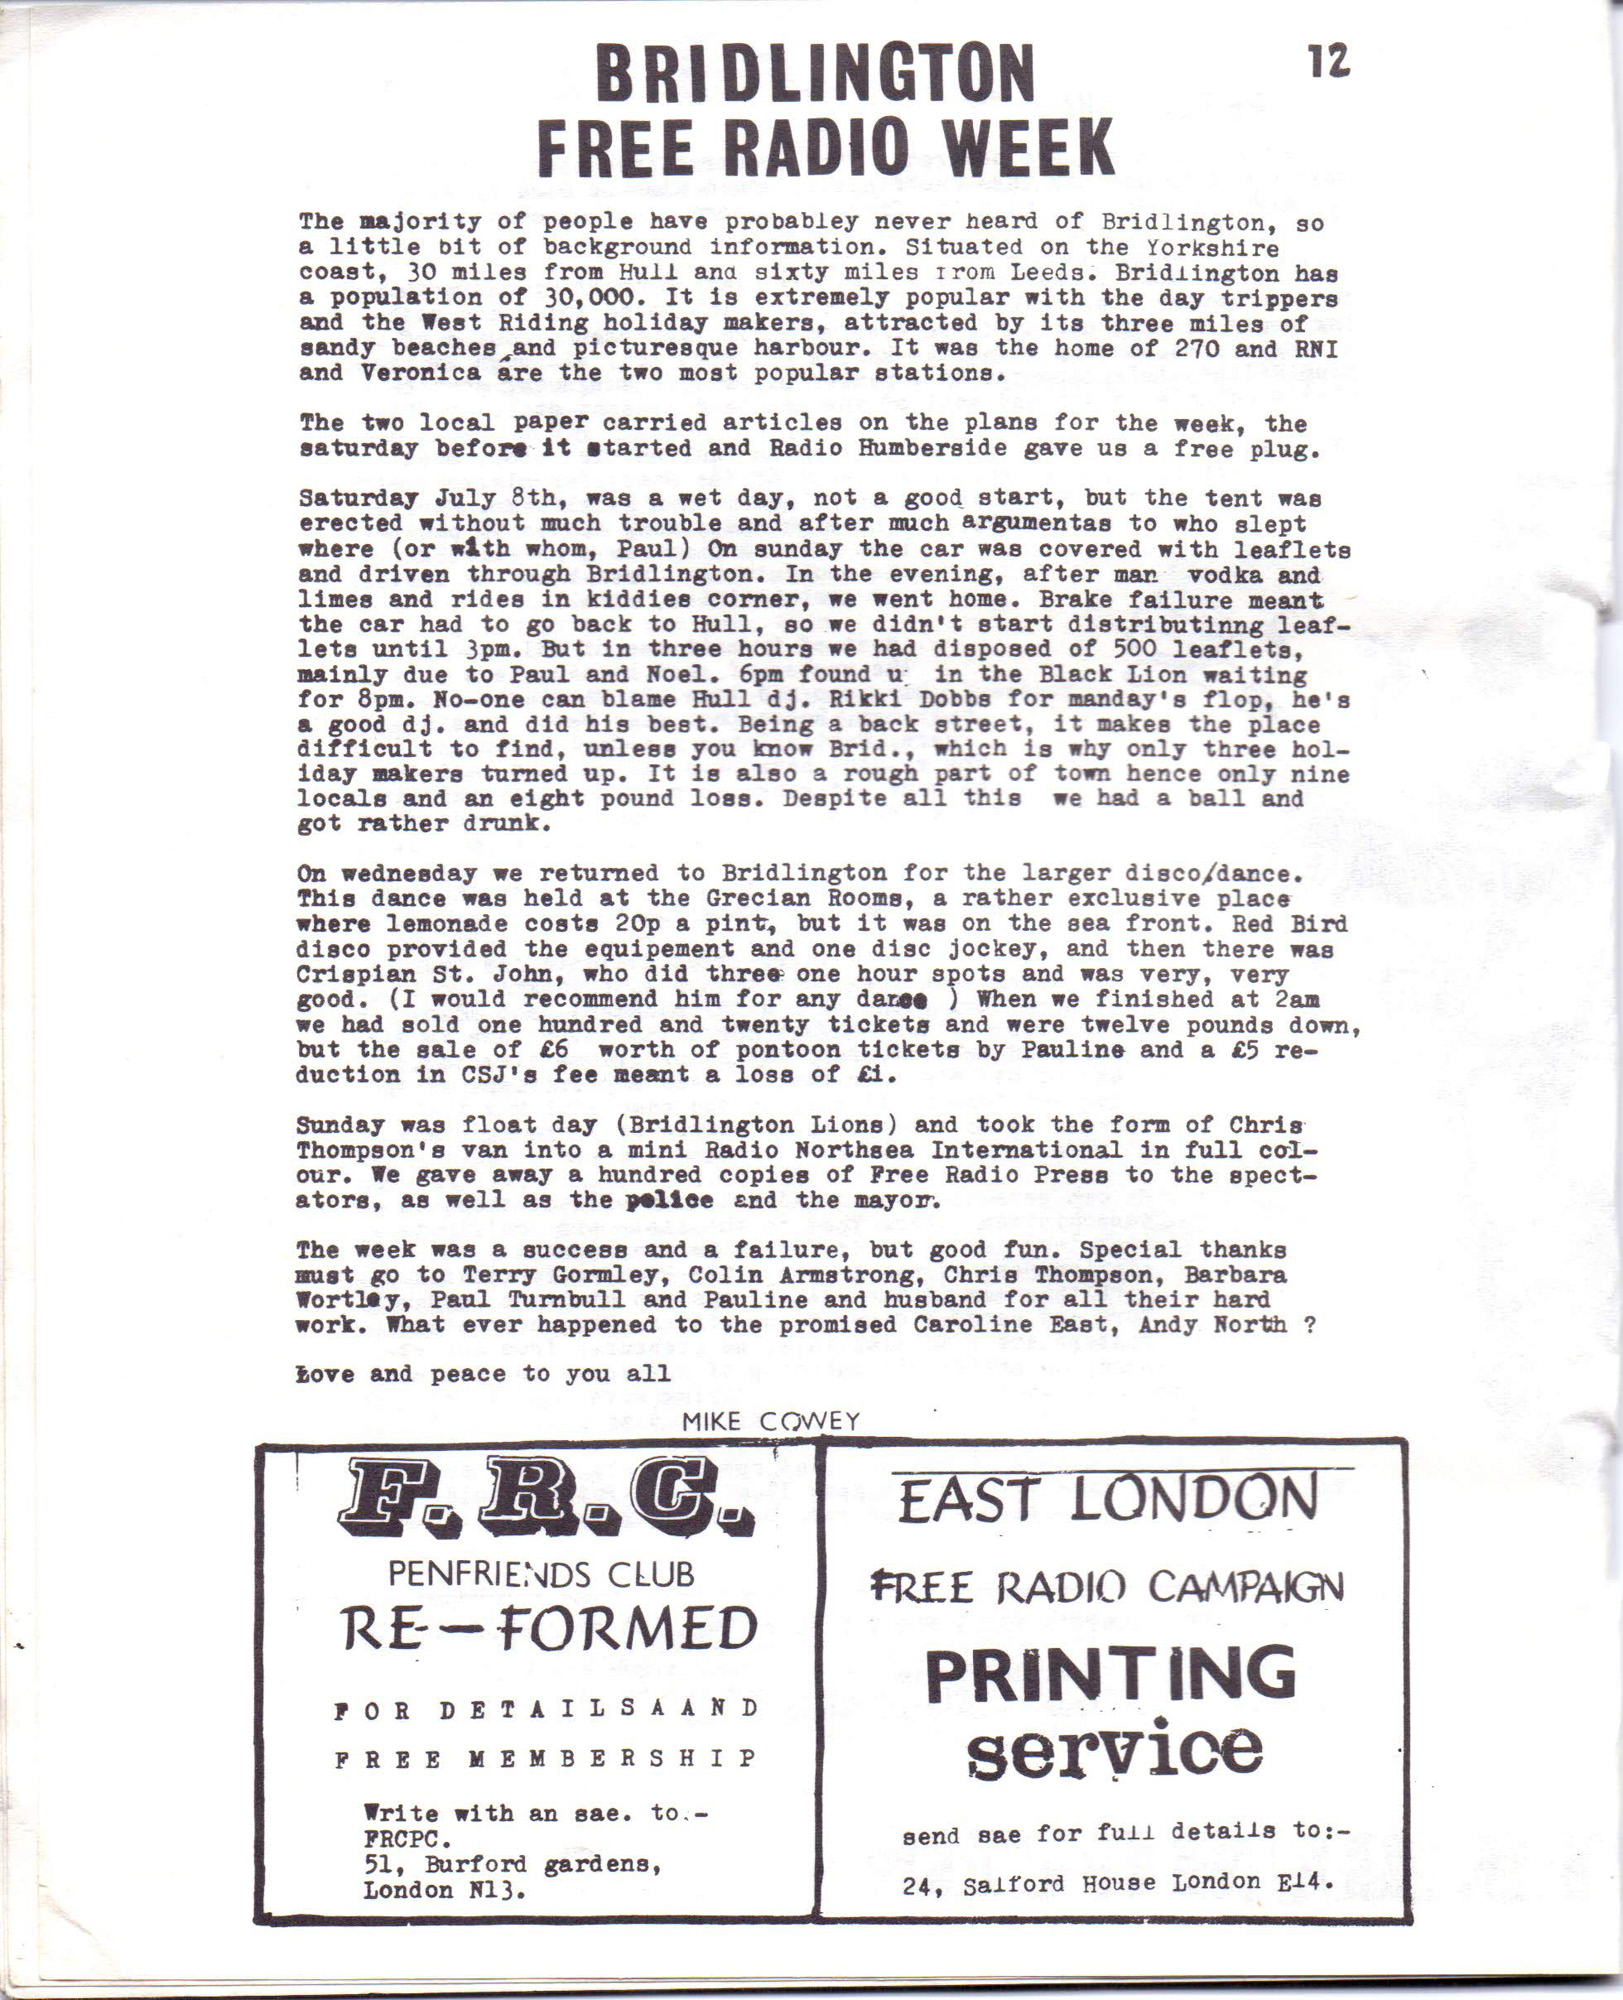 BRIDLINGTON
12
FREE RADIO WEEK
The majority of people have probabley never heard of Bridlington, so
a little bit of background information. Situated on the Yorkshire
coast, 30 miles from Hull and sixty miles from Leeds. Bridlington has
a population of 30,000. It is extremely popular with the day trippers
and the West Riding holiday makers, attracted by its three miles of
sandy beaches and picturesque harbour. It was the home of 270 and RNI
and Veronica are the two most popular stations.
The two local paper carried articles on the plans for the week, the
saturday before it started and Radio Humberside gave us a free plug.
Saturday July 8th, was a wet day, not a good start, but the tent was
erected without much trouble and after much argumentas to who slept
where (or with whom, Paul) On sunday the car was covered with leaflets
and driven through Bridlington. In the evening, after man vodka and
limes and rides in kiddies corner, we went home. Brake failure meant
the car had to go back to Hull, so we didn't start distributinng leaf-
lets until 3pm. But in three hours we had disposed of 500 leaflets,
mainly due to Paul and Noel. 6pm found u in the Black Lion waiting
for 8pm. No-one can blame Hull dj. Rikki Dobbs for manday's flop, he's
a good dj. and did his best. Being a back street, it makes the place
difficult to find, unless you know Brid., which is why only three hol-
iday makers turned up. It is also a rough part of town hence only nine
locals and an eight pound loss. Despite all this we had a ball and
got rather drunk.
On wednesday we returned to Bridlington for the larger disco/dance.
This dance was held at the Grecian Rooms, a rather exclusive place
where lemonade costs 20p a pint, but it was on the sea front. Red Bird
disco provided the equipement and one disc jockey, and then there was
Crispian St. John, who did three one hour spots and was very, very
good. (I would recommend him for any danse ) When we finished at 2am
we had sold one hundred and twenty tickets and were twelve pounds down,
but the sale of £6 worth of pontoon tickets by Pauline and a £5 re-
duction in CSJ's fee meant a loss of £i.
Sunday was float day (Bridlington Lions) and took the form of Chris
Thompson's van into a mini Radio Northsea International in full col-
our. We gave away a hundred copies of Free Radio Press to the spect-
ators, as well as the police and the mayor.
The week was a success and a failure, but good fun. Special thanks
must go to Terry Gormley, Colin Armstrong, Chris Thompson, Barbara
Wortley, Paul Turnbull and Pauline and husband for all their hard
work. What ever happened to the promised Caroline East, Andy North ?
Love and peace to you all
MIKE COWEY
F.R.C.
PENFRIENDS CLUB
RE-FORMED
FOR DETAILSAAND
FREE MEMBERSHIP
Write with an sae. to.-
FRCPC.
51, Burford gardens,
London N13.
EAST LONDON
FREE RADIO CAMPAIGN
PRINTING
service
send sae for full details to:-
24, Salford House London E14.